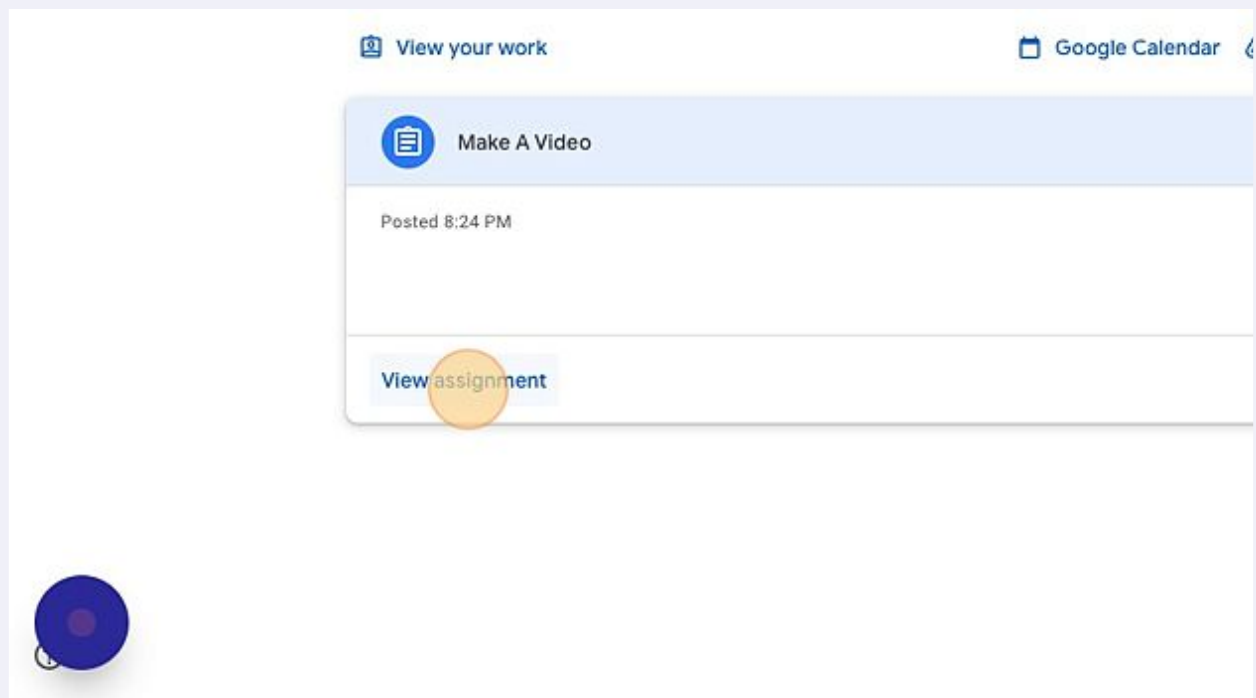 View your work
Google Calendar
Make A Video
Posted 8:24 PM
View assignment